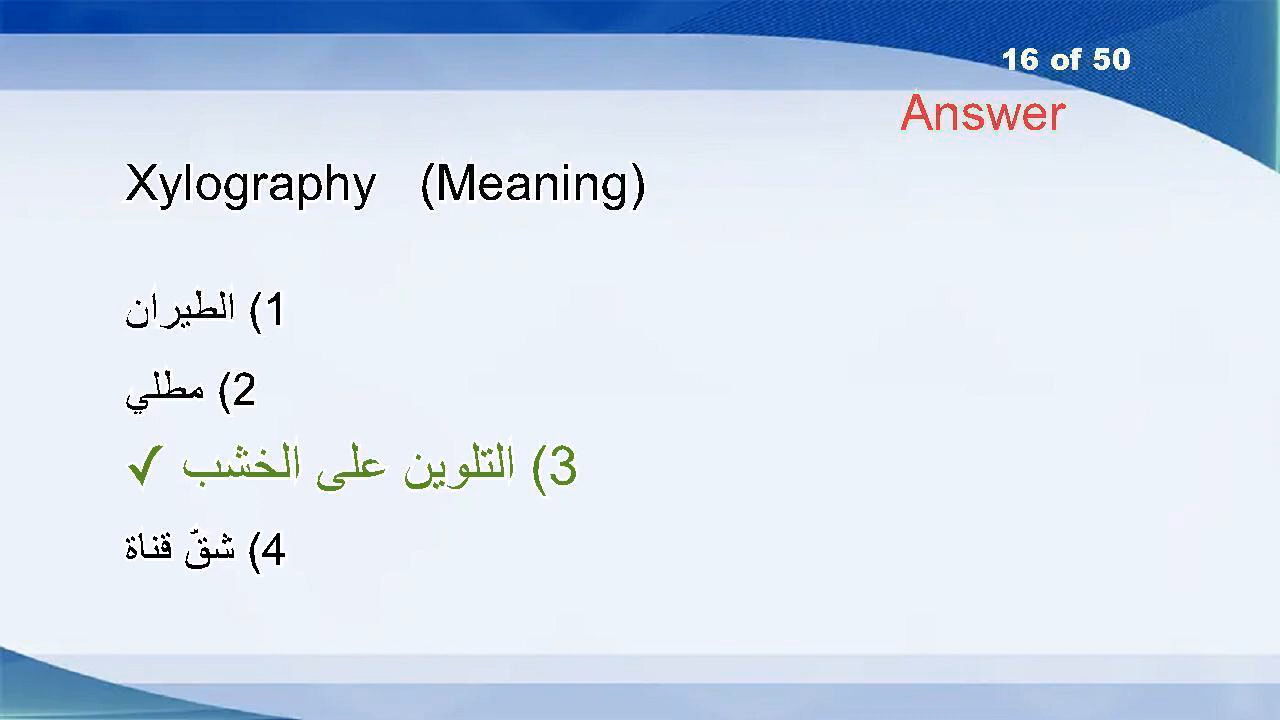 16 of 50
Answer
Xylography (Meaning)
1) الطيران
2) مطلي
3) التلوين على الخشب ✓
4) شقّ قناة